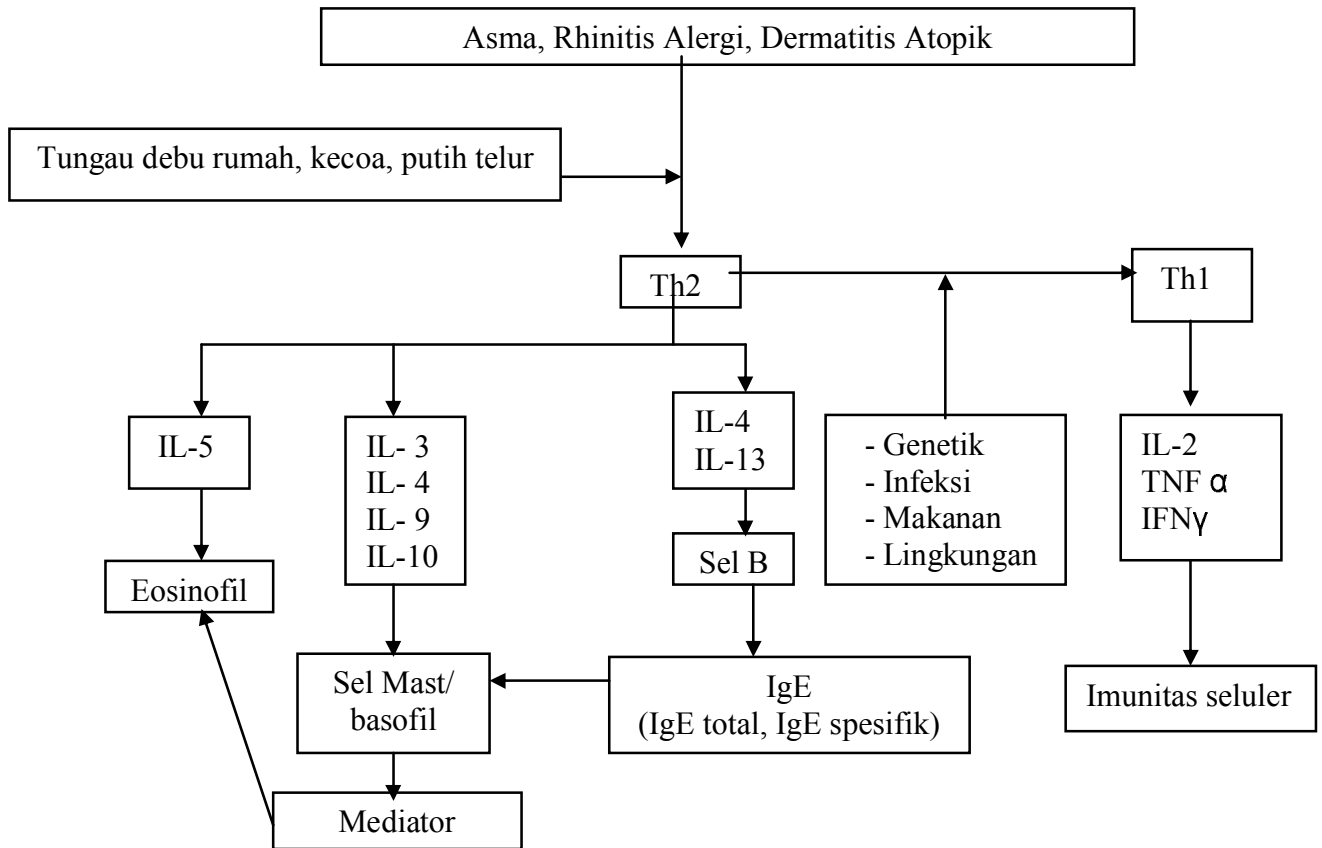 Asma, Rhinitis Alergi, Dermatitis Atopik
Tungau debu rumah, kecoa, putih telur
Th2
Th1
IL-5
IL- 3
IL- 4
IL- 9
IL-10
IL-4
IL-13
- Genetik
- Infeksi
- Makanan
- Lingkungan
IL-2
TNF α
IFNγ
Eosinofil
Sel B
Sel Mast/
basofil
IgE
(IgE total, IgE spesifik)
Imunitas seluler
Mediator